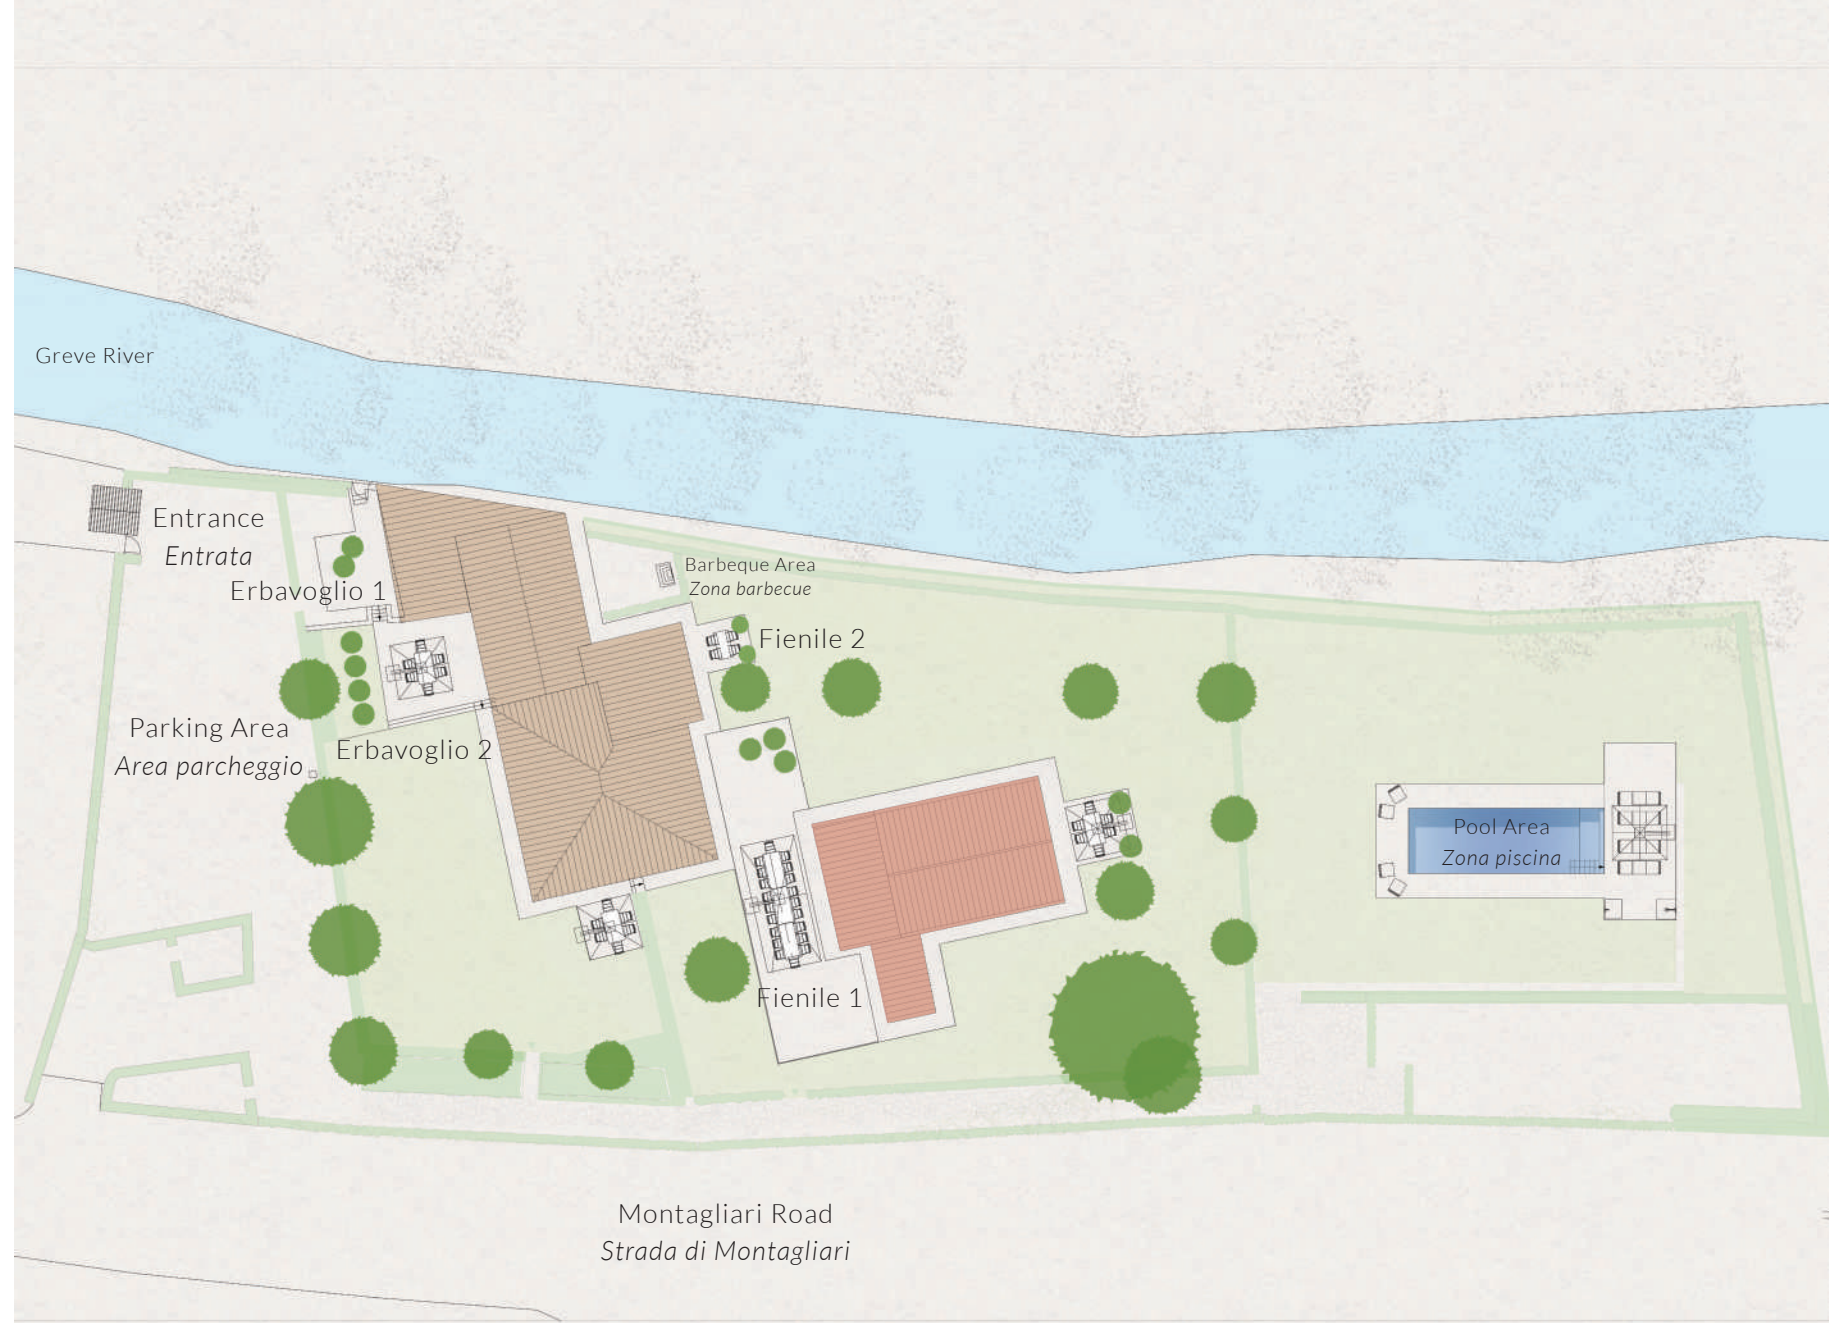 Greve River
Entrance
Entrata
Erbavoglio 1
Barbeque Area
Zona barbecue
Fienile 2
Parking Area
Area parcheggio
Erbavoglio 2
Pool Area
Zona piscina
Fienile 1
Montagliari Road
Strada di Montagliari